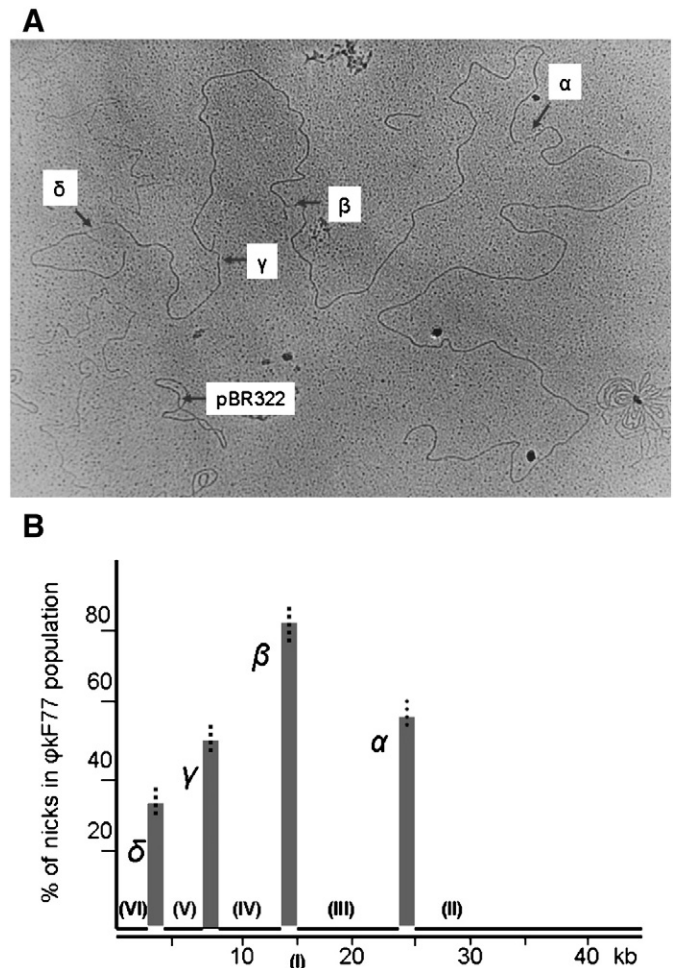 A
α
δ
β
γ
pBR322
B
% of nicks in φkF77 population
80
60
40
20
β
α
γ
δ
(VI) (V) (IV) (III) (II)
10 20 30 40 kb
(I)